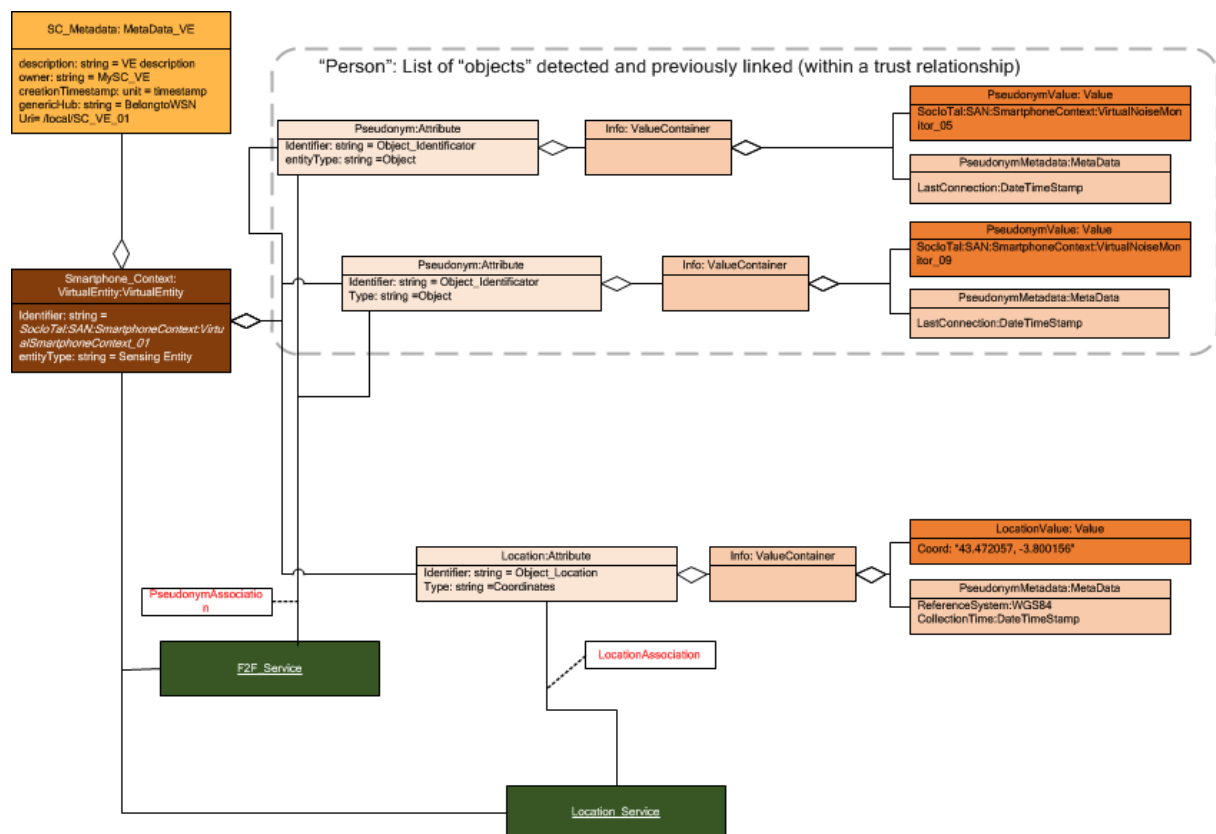 SC_Metadata: MetaData_VE
description: string = VE description
owner: string = MySC_VE
creationTimestamp: unit = timestamp
genericHub: string = BelongtoWSN
Uri= /local/SC_VE_01
“Person”: List of “objects” detected and previously linked (within a trust relationship)
Pseudonym:Attribute
Identifier: string = Object_Identificator
entityType: string =Object
Info: ValueContainer
PseudonymValue: Value
SocIoTal:SAN:SmartphoneContext:VirtualNoiseMon
itor_05
PseudonymMetadata:MetaData
LastConnection:DateTimeStamp
Smartphone_Context:
VirtualEntity:VirtualEntity
Identifier: string =
SocIoTal:SAN:SmartphoneContext:Virtu
alSmartphoneContext_01
entityType: string = Sensing Entity
Pseudonym:Attribute
Identifier: string = Object_Identificator
Type: string =Object
Info: ValueContainer
PseudonymValue: Value
SocIoTal:SAN:SmartphoneContext:VirtualNoiseMon
itor_09
PseudonymMetadata:MetaData
LastConnection:DateTimeStamp
Location:Attribute
Identifier: string = Object_Location
Type: string =Coordinates
Info: ValueContainer
LocationValue: Value
Coord: "43.472057, -3.800156"
PseudonymMetadata:MetaData
ReferenceSystem:WGS84
CollectionTime:DateTimeStamp
PseudonymAssociatio
n
LocationAssociation
F2F_Service
Location_Service